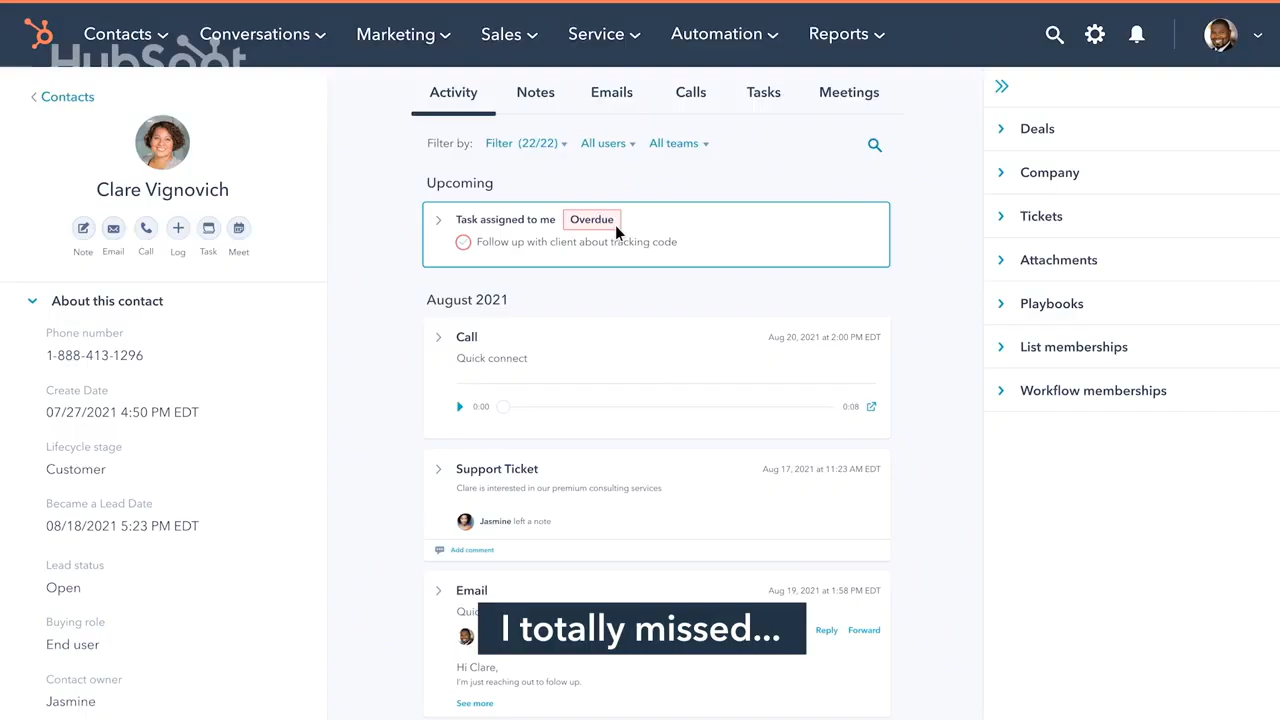 Contacts Conversations Marketing Sales Service Automation Reports
HubSpot
Contacts
Clare Vignovich
Note Email Call Log Task Meet
About this contact
Phone number
1-888-413-1296
Create Date
07/27/2021 4:50 PM EDT
Lifecycle stage
Customer
Became a Lead Date
08/18/2021 5:23 PM EDT
Lead status
Open
Buying role
End user
Contact owner
Jasmine
Activity Notes Emails Calls Tasks Meetings
Filter by: Filter (22/22) All users All teams
Upcoming
Task assigned to me Overdue
Follow up with client about tracking code
August 2021
Call Aug 20, 2021 at 2:00 PM EDT
Quick connect
0:00 0:08
Support Ticket Aug 17, 2021 at 11:23 AM EDT
Clare is interested in our premium consulting services
Jasmine left a note
Add comment
Email Aug 19, 2021 at 1:58 PM EDT
I totally missed...
Reply Forward
Hi Clare,
I'm just reaching out to folow up.
See more
Deals
Company
Tickets
Attachments
Playbooks
List memberships
Workflow memberships